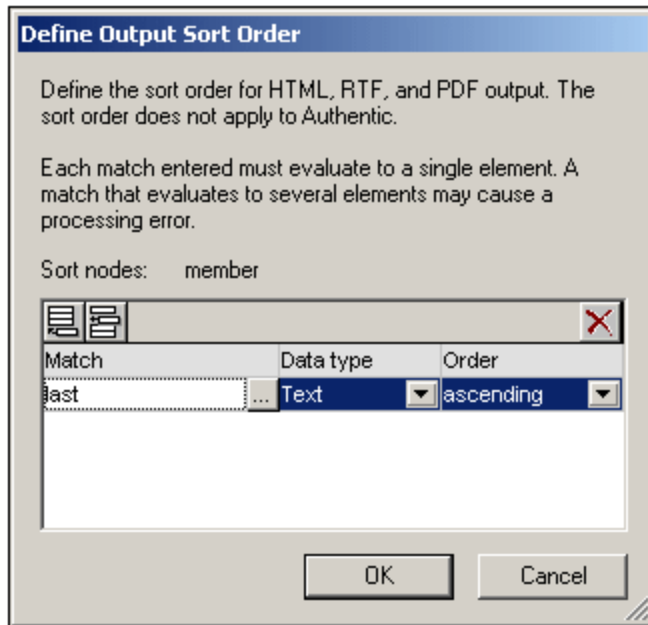 Define Output Sort Order
Define the sort order for HTML, RTF, and PDF output. The
sort order does not apply to Authentic.
Each match entered must evaluate to a single element. A
match that evaluates to several elements may cause a
processing error.
Sort nodes: member
Match Data type Order
last ... Text ascending
OK Cancel